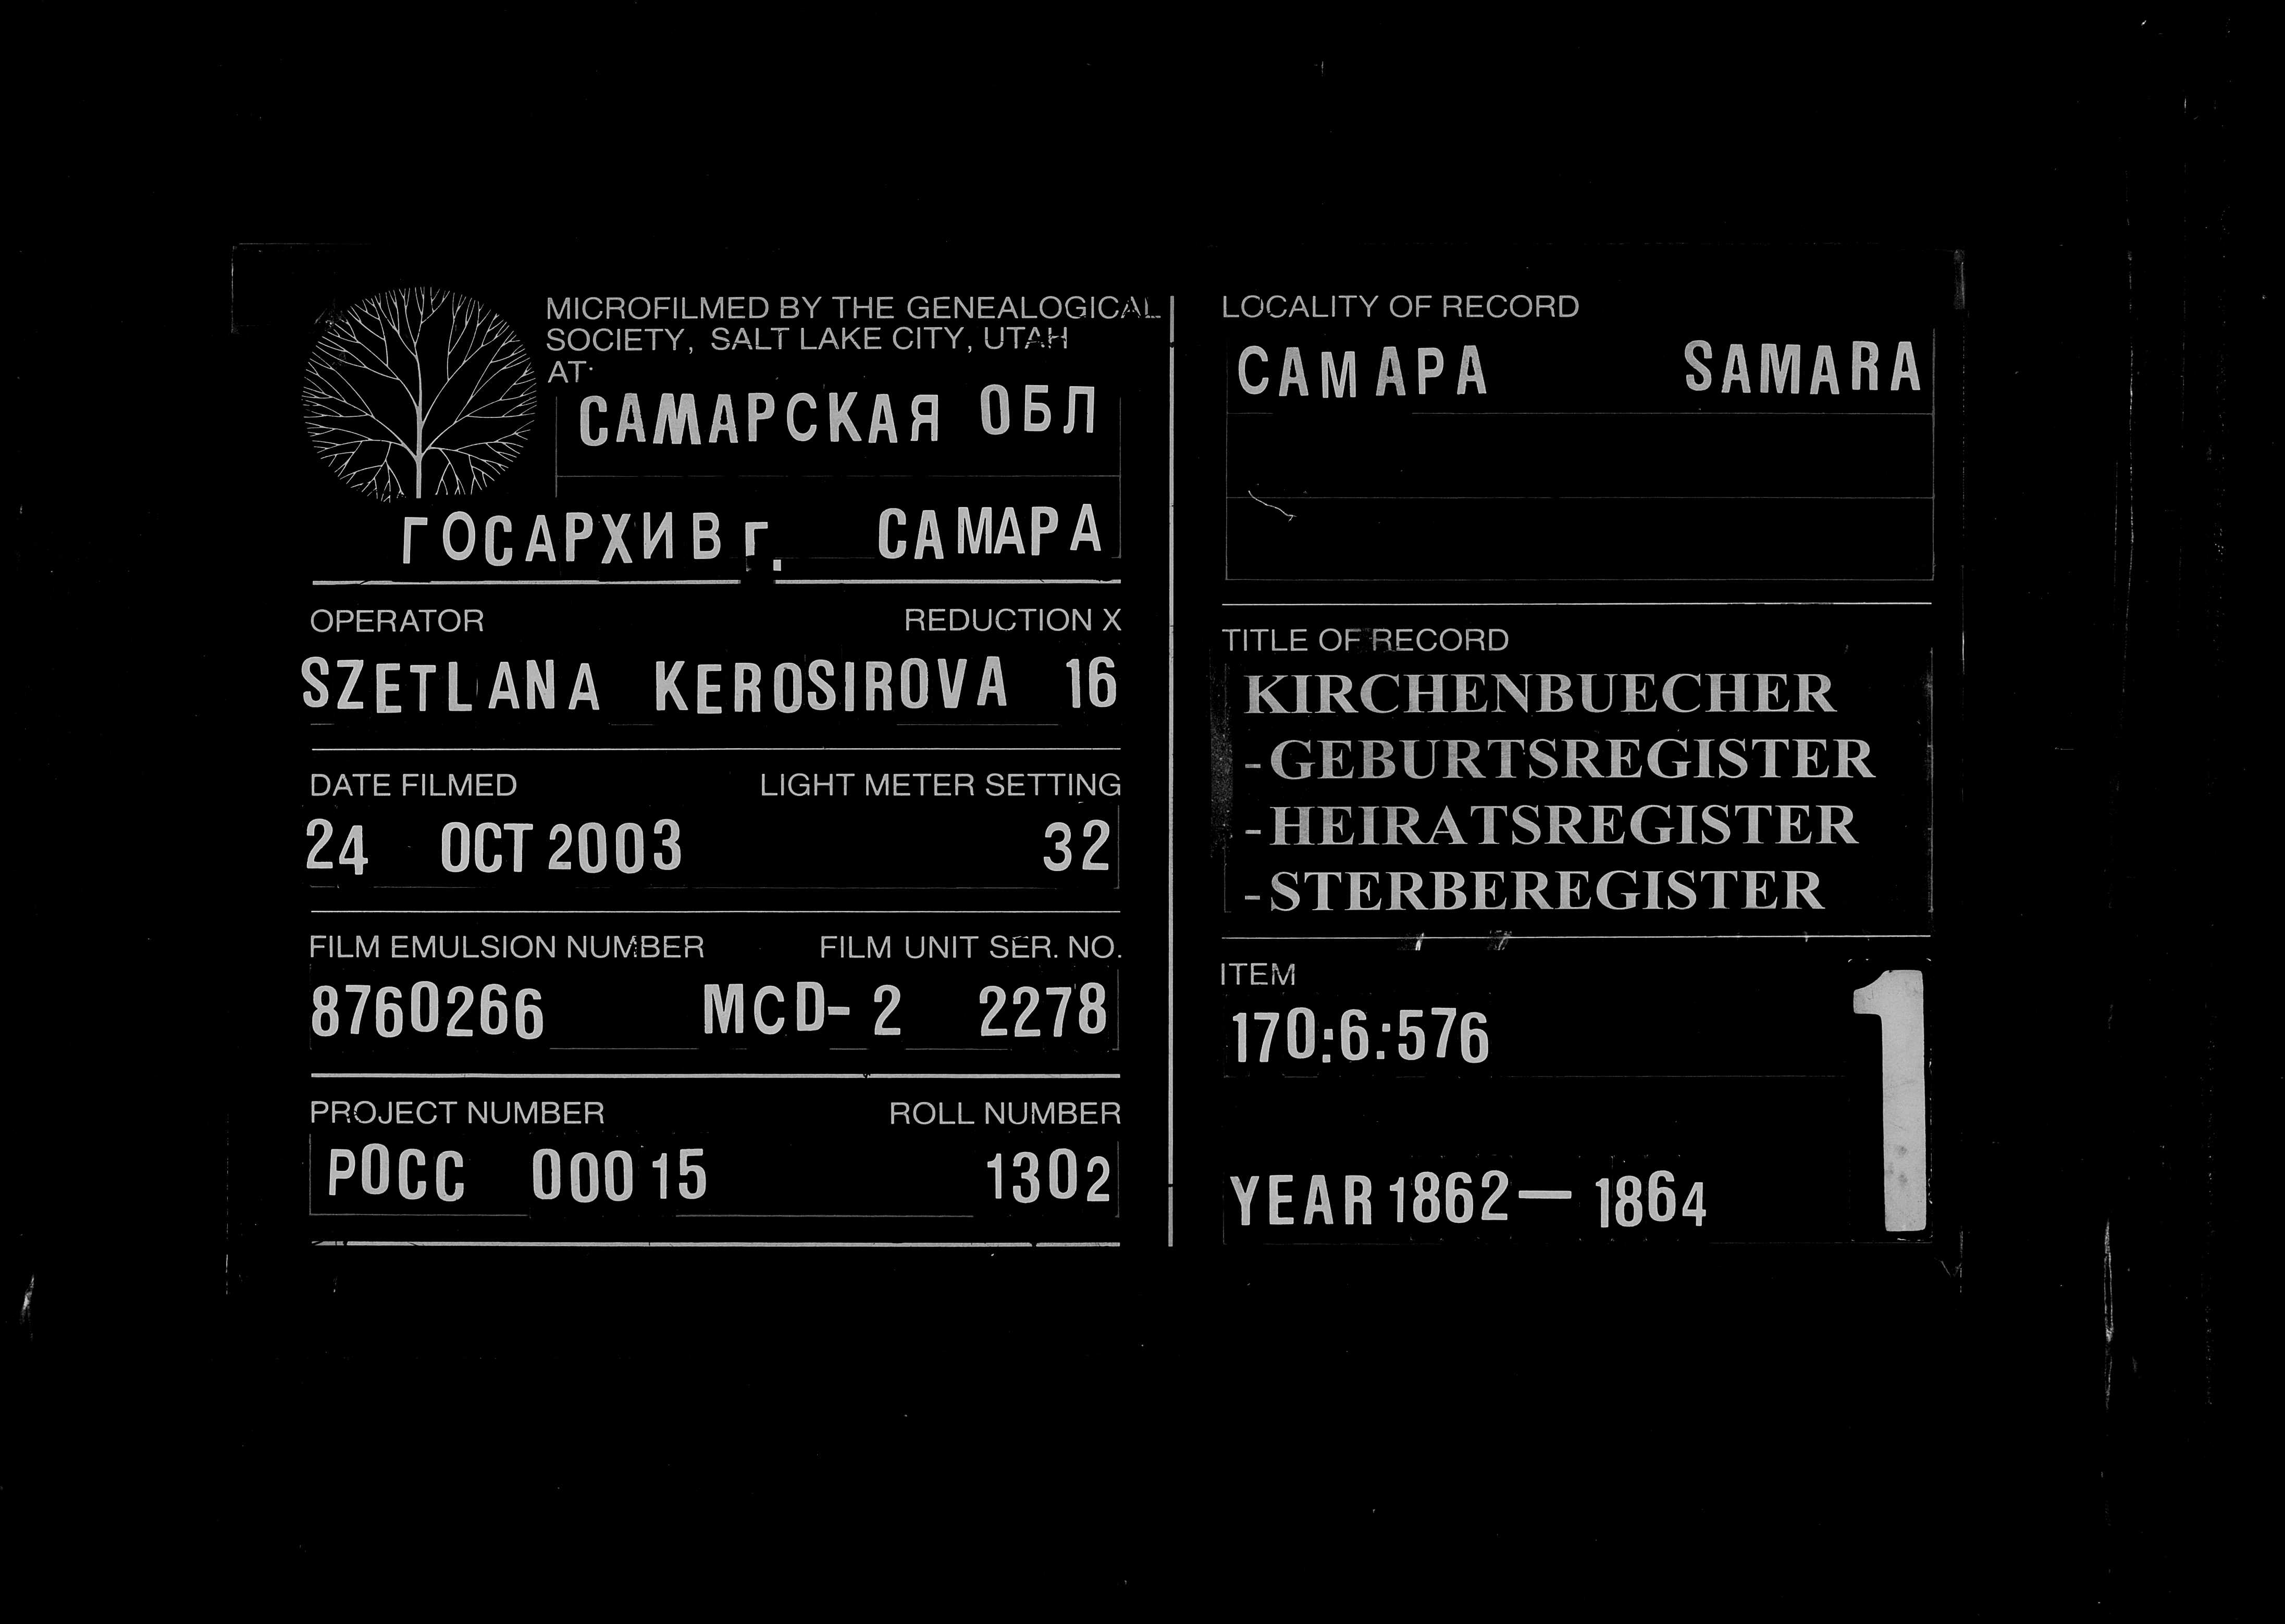 MICROFILMED BY THE GENEALOGICAL
SOCIETY, SALT LAKE CITY, UTAH
AT:
САМАРСКАЯ ОБЛ
ГОСАРХИВ г. САМАРА
OPERATOR REDUCTION X
SZETLANA KEROSIROVA 16
DATE FILMED LIGHT METER SETTING
24 OCT 2003 32
FILM EMULSION NUMBER FILM UNIT SER. NO.
8760266 MCD-2 2278
PROJECT NUMBER ROLL NUMBER
РОСС 00015 1302
LOCALITY OF RECORD
САМАРА SAMARA
TITLE OF RECORD
KIRCHENBUECHER
-GEBURTSREGISTER
-HEIRATSREGISTER
-STERBEREGISTER
ITEM
170:6:576
1
YEAR 1862—1864